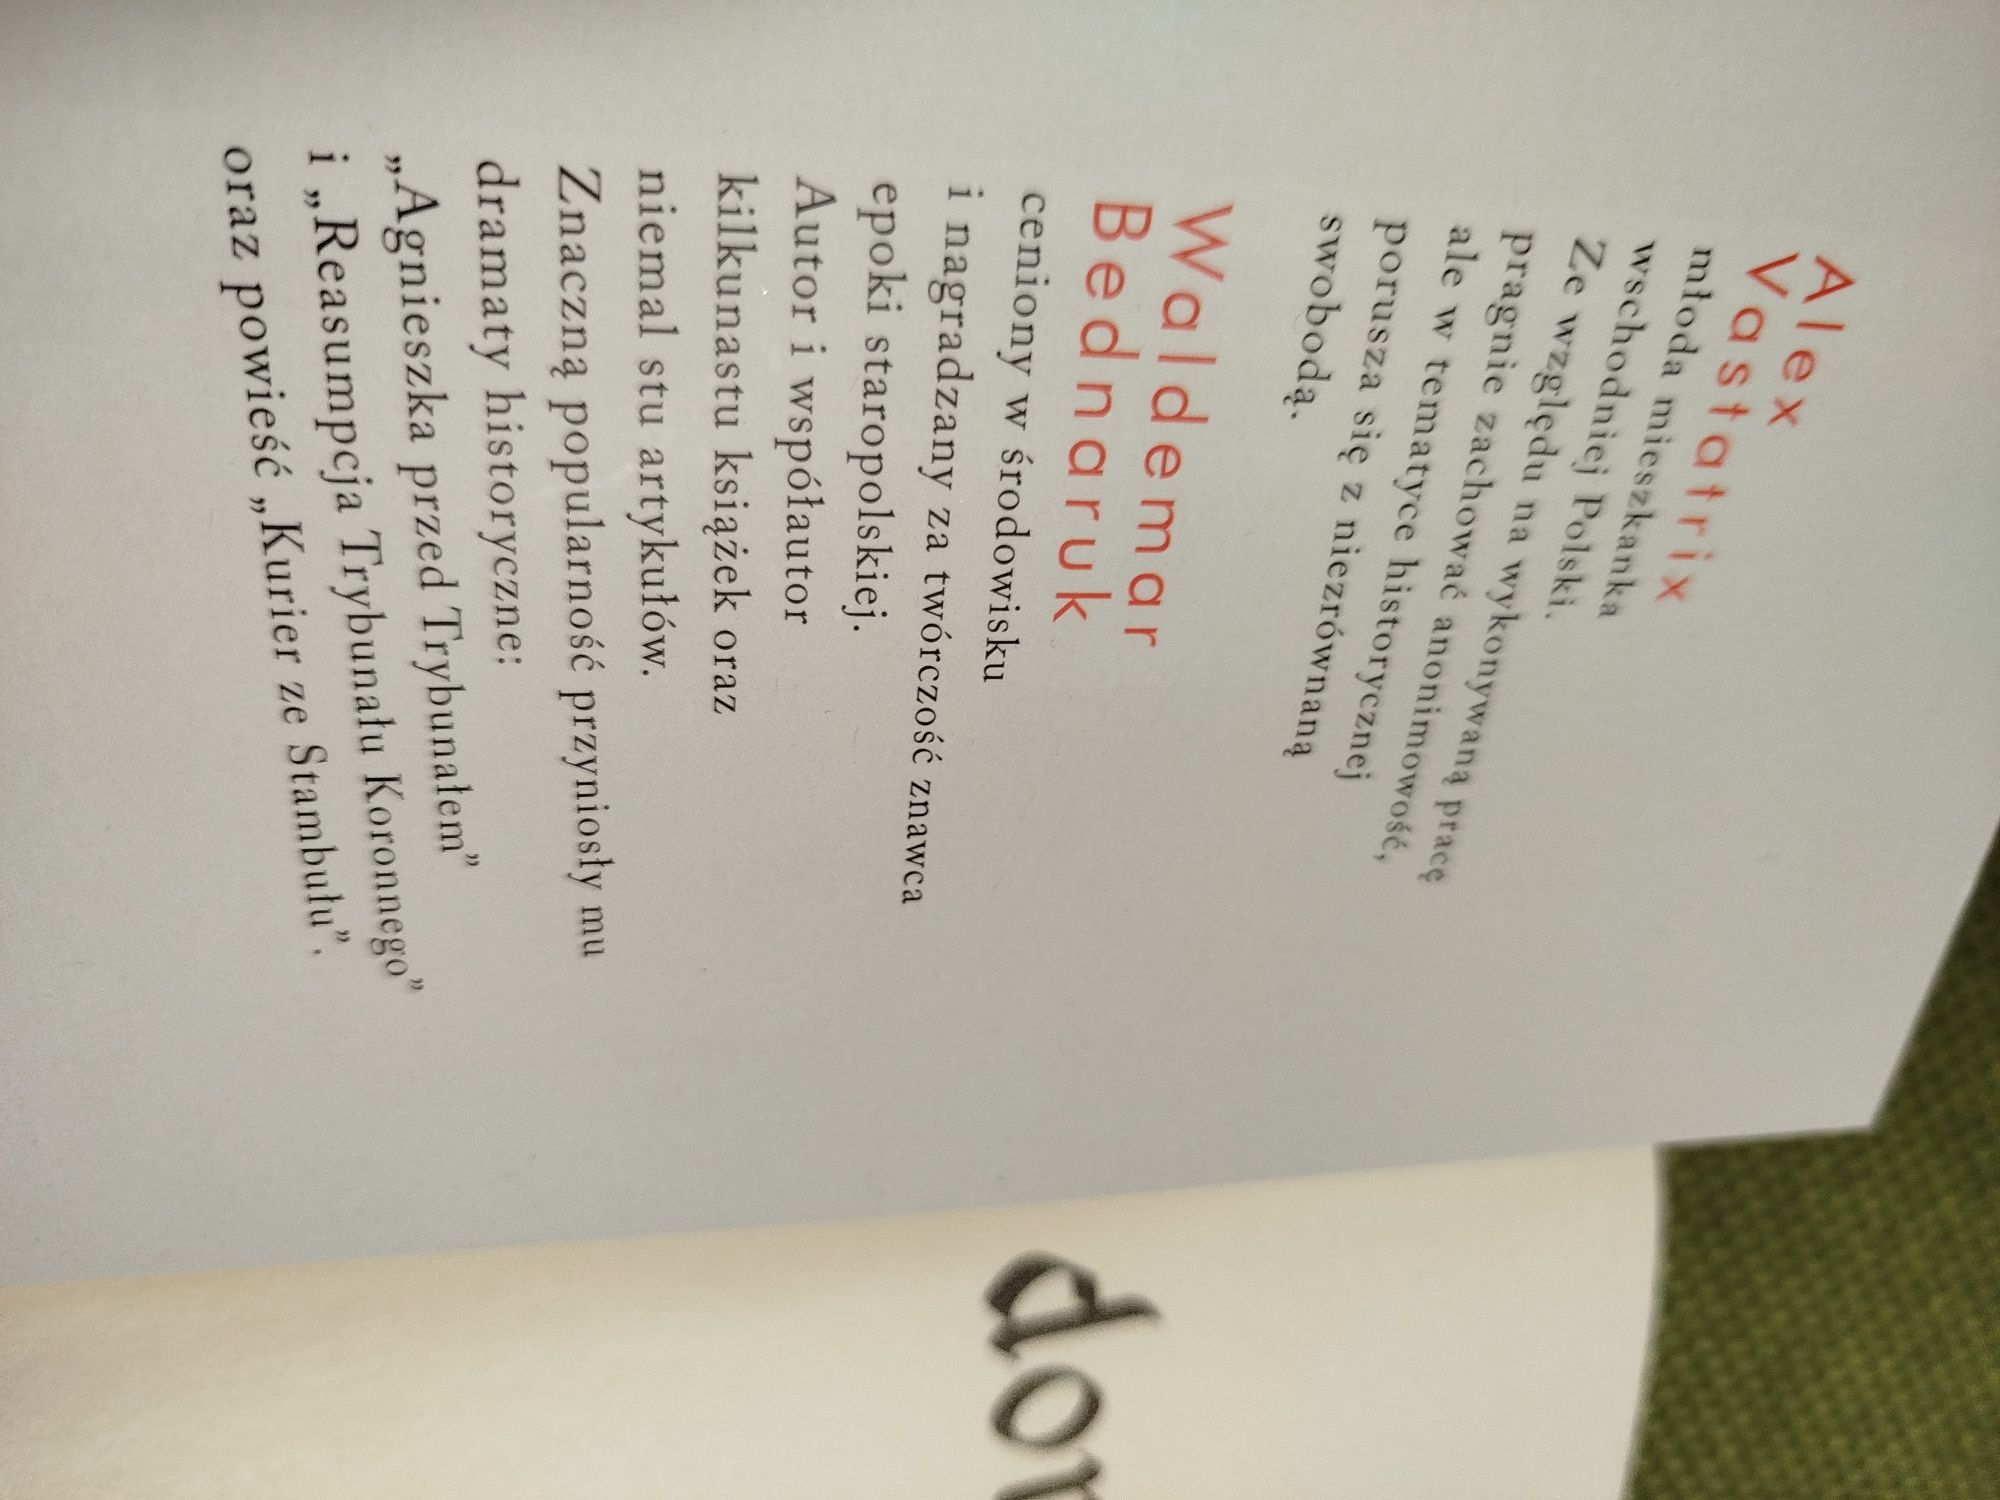 Alex
Vastatrix
młoda mieszkanka
wschodniej Polski.
Ze względu na wykonywaną pracę
pragnie zachować anonimowość,
ale w tematyce historycznej
porusza się z niezrównaną
swobodą.
Waldemar
Bednaruk
ceniony w środowisku
i nagradzany za twórczość znawca
epoki staropolskiej.
Autor i współautor
kilkunastu książek oraz
niemal stu artykułów.
Znaczną popularność przyniosły mu
dramaty historyczne:
„Agnieszka przed Trybunałem”
i „Reasumpcja Trybunału Koronnego”
oraz powieść „Kurier ze Stambułu”.